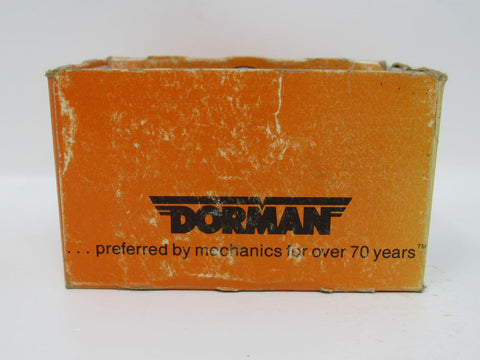 DORMAN
... preferred by mechanics for over 70 years™